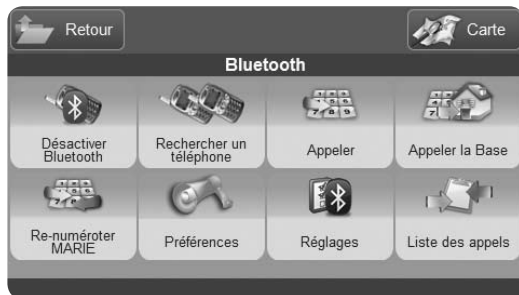 Retour
Carte
Bluetooth
Désactiver
Bluetooth
Rechercher un
téléphone
Appeler
Appeler la Base
Re-numéroter
MARIE
Préférences
Réglages
Liste des appels